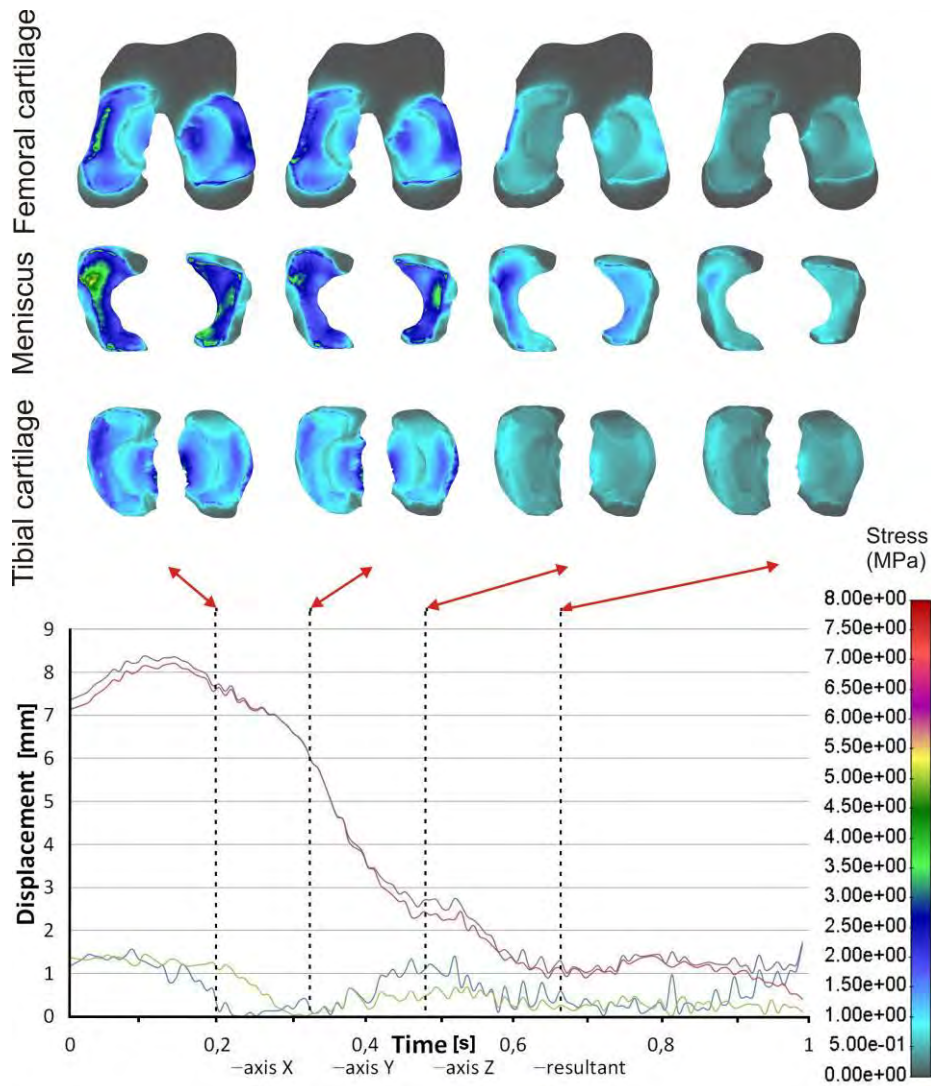 Femoral cartilage
Meniscus
Tibial cartilage
Stress
(MPa)
8.00e+00
7.50e+00
7.00e+00
6.50e+00
6.00e+00
5.50e+00
5.00e+00
4.50e+00
4.00e+00
3.50e+00
3.00e+00
2.50e+00
2.00e+00
1.50e+00
1.00e+00
5.00e-01
0.00e+00
Displacement [mm]
9
8
7
6
5
4
3
2
1
0
0 0,2 0,4 Time [s] 0,6 0,8 1
–axis X –axis Y –axis Z –resultant